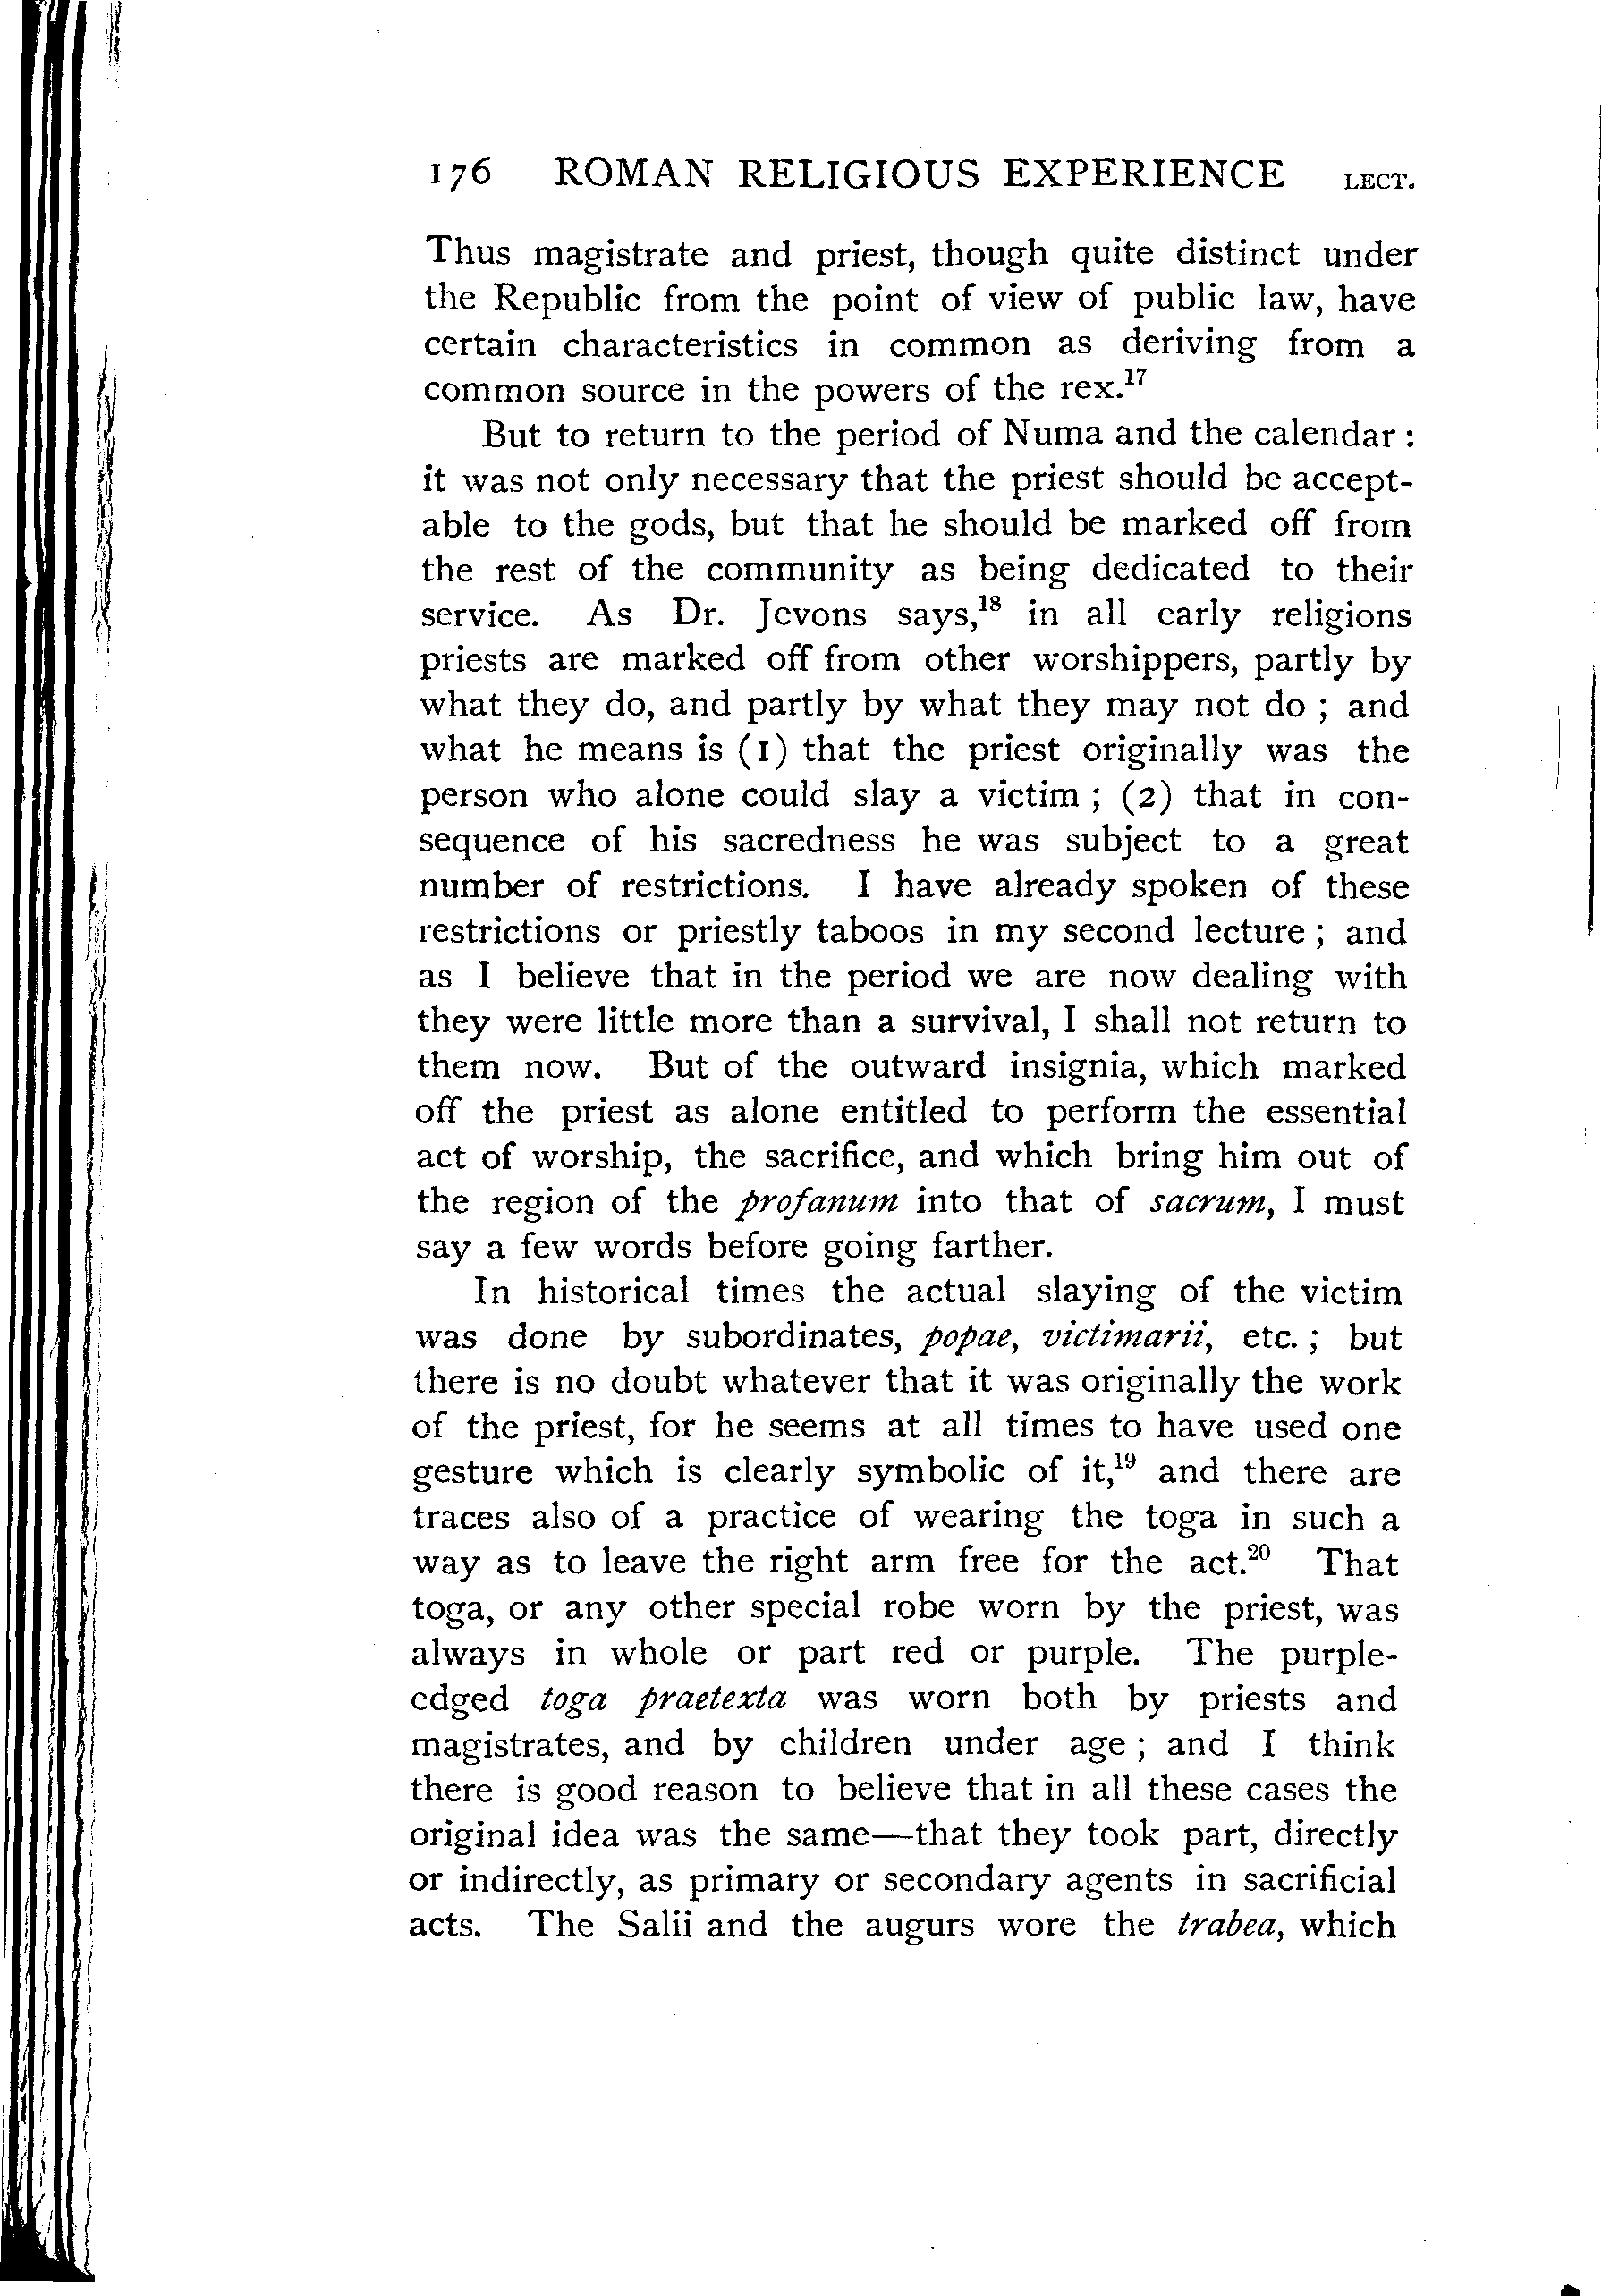 176 ROMAN RELIGIOUS EXPERIENCE LECT.
Thus magistrate and priest, though quite distinct under
the Republic from the point of view of public law, have
certain characteristics in common as deriving from a
common source in the powers of the rex.¹⁷
But to return to the period of Numa and the calendar :
it was not only necessary that the priest should be accept-
able to the gods, but that he should be marked off from
the rest of the community as being dedicated to their
service. As Dr. Jevons says,¹⁸ in all early religions
priests are marked off from other worshippers, partly by
what they do, and partly by what they may not do ; and
what he means is (1) that the priest originally was the
person who alone could slay a victim ; (2) that in con-
sequence of his sacredness he was subject to a great
number of restrictions. I have already spoken of these
restrictions or priestly taboos in my second lecture ; and
as I believe that in the period we are now dealing with
they were little more than a survival, I shall not return to
them now. But of the outward insignia, which marked
off the priest as alone entitled to perform the essential
act of worship, the sacrifice, and which bring him out of
the region of the profanum into that of sacrum, I must
say a few words before going farther.
In historical times the actual slaying of the victim
was done by subordinates, popae, victimarii, etc. ; but
there is no doubt whatever that it was originally the work
of the priest, for he seems at all times to have used one
gesture which is clearly symbolic of it,¹⁹ and there are
traces also of a practice of wearing the toga in such a
way as to leave the right arm free for the act.²⁰ That
toga, or any other special robe worn by the priest, was
always in whole or part red or purple. The purple-
edged toga praetexta was worn both by priests and
magistrates, and by children under age ; and I think
there is good reason to believe that in all these cases the
original idea was the same—that they took part, directly
or indirectly, as primary or secondary agents in sacrificial
acts. The Salii and the augurs wore the trabea, which